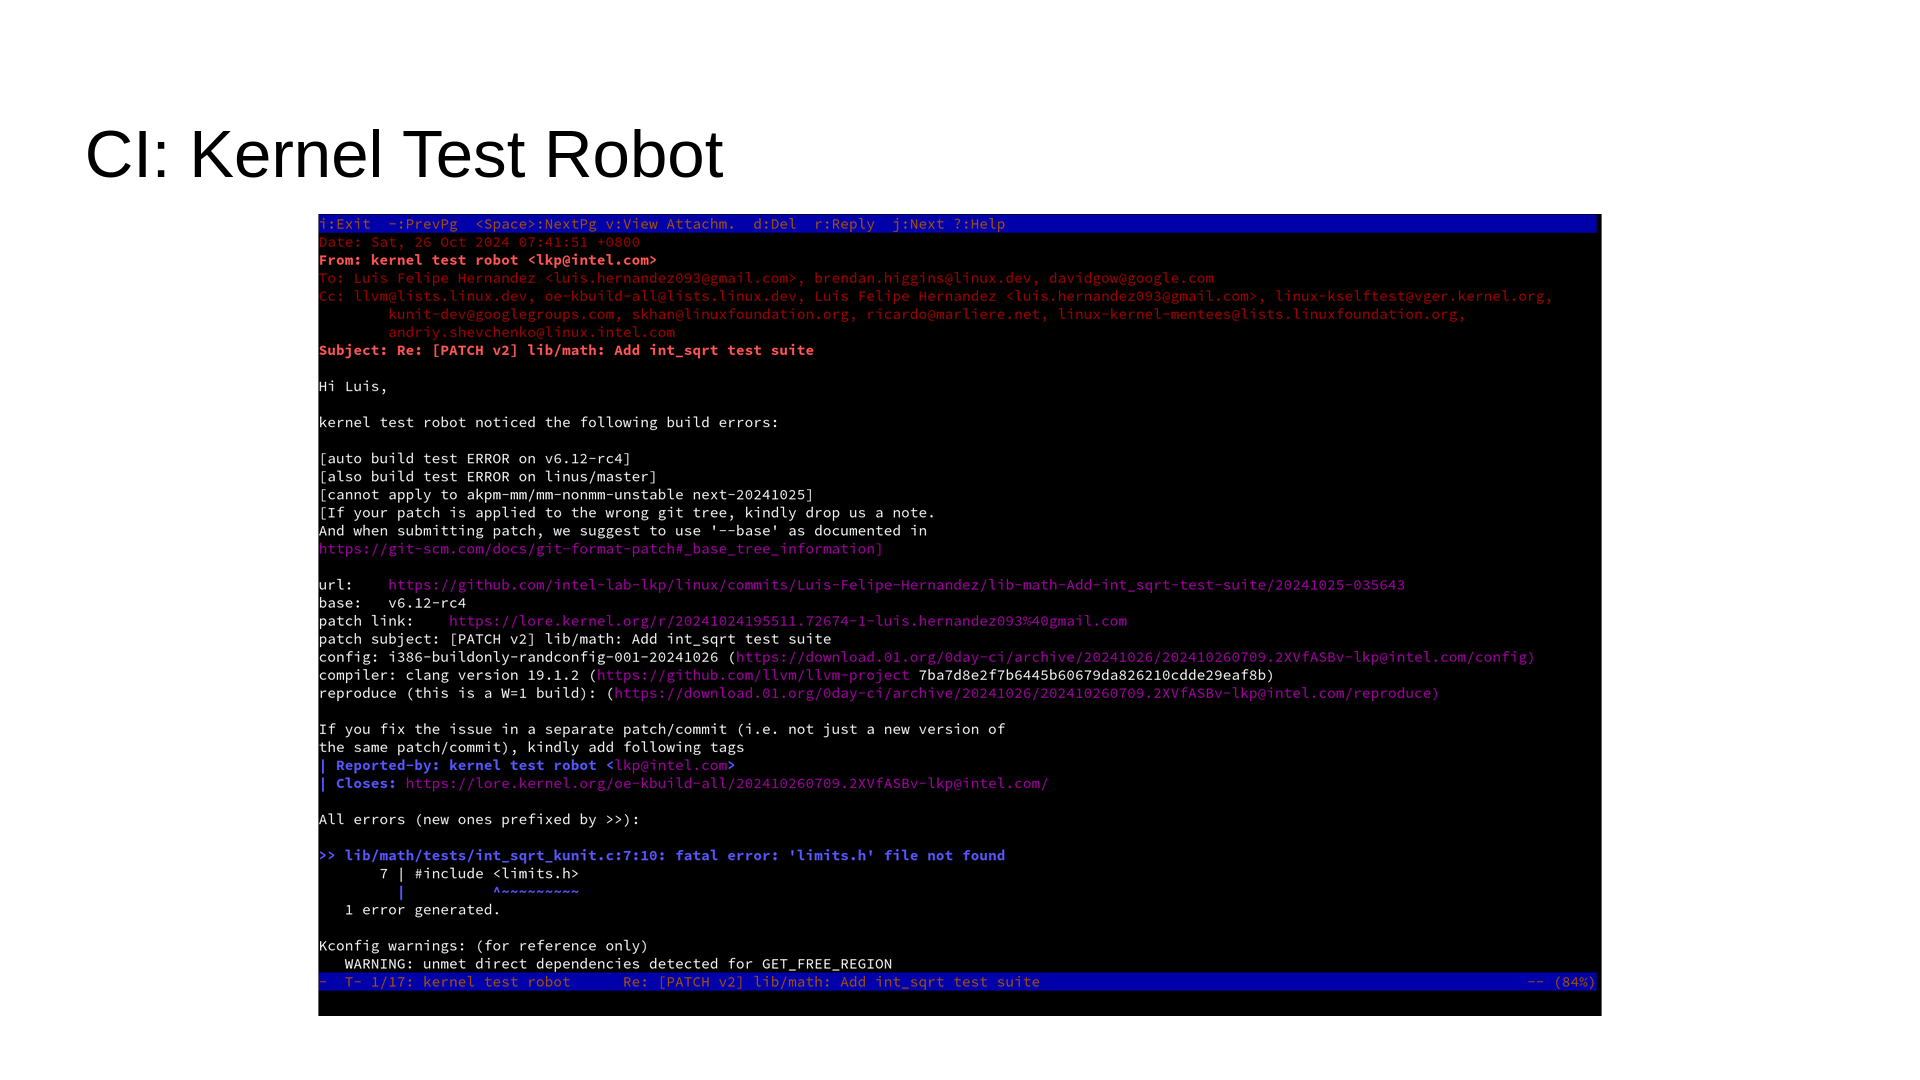 CI: Kernel Test Robot
i:Exit  -:PrevPg  <Space>:NextPg v:View Attachm.  d:Del  r:Reply  j:Next ?:Help
Date: Sat, 26 Oct 2024 07:41:51 +0800
From: kernel test robot <lkp@intel.com>
To: Luis Felipe Hernandez <luis.hernandez093@gmail.com>, brendan.higgins@linux.dev, davidgow@google.com
Cc: llvm@lists.linux.dev, oe-kbuild-all@lists.linux.dev, Luis Felipe Hernandez <luis.hernandez093@gmail.com>, linux-kselftest@vger.kernel.org,
        kunit-dev@googlegroups.com, skhan@linuxfoundation.org, ricardo@marliere.net, linux-kernel-mentees@lists.linuxfoundation.org,
        andriy.shevchenko@linux.intel.com
Subject: Re: [PATCH v2] lib/math: Add int_sqrt test suite
Hi Luis,
kernel test robot noticed the following build errors:
[auto build test ERROR on v6.12-rc4]
[also build test ERROR on linus/master]
[cannot apply to akpm-mm/mm-nonmm-unstable next-20241025]
[If your patch is applied to the wrong git tree, kindly drop us a note.
And when submitting patch, we suggest to use '--base' as documented in
https://git-scm.com/docs/git-format-patch#_base_tree_information]
url:    https://github.com/intel-lab-lkp/linux/commits/Luis-Felipe-Hernandez/lib-math-Add-int_sqrt-test-suite/20241025-035643
base:   v6.12-rc4
patch link:    https://lore.kernel.org/r/20241024195511.72674-1-luis.hernandez093%40gmail.com
patch subject: [PATCH v2] lib/math: Add int_sqrt test suite
config: i386-buildonly-randconfig-001-20241026 (https://download.01.org/0day-ci/archive/20241026/202410260709.2XVfASBv-lkp@intel.com/config)
compiler: clang version 19.1.2 (https://github.com/llvm/llvm-project 7ba7d8e2f7b6445b60679da826210cdde29eaf8b)
reproduce (this is a W=1 build): (https://download.01.org/0day-ci/archive/20241026/202410260709.2XVfASBv-lkp@intel.com/reproduce)
If you fix the issue in a separate patch/commit (i.e. not just a new version of
the same patch/commit), kindly add following tags
| Reported-by: kernel test robot <lkp@intel.com>
| Closes: https://lore.kernel.org/oe-kbuild-all/202410260709.2XVfASBv-lkp@intel.com/
All errors (new ones prefixed by >>):
>> lib/math/tests/int_sqrt_kunit.c:7:10: fatal error: 'limits.h' file not found
       7 | #include <limits.h>
         |          ^~~~~~~~~~
   1 error generated.
Kconfig warnings: (for reference only)
   WARNING: unmet direct dependencies detected for GET_FREE_REGION
-  T- 1/17: kernel test robot      Re: [PATCH v2] lib/math: Add int_sqrt test suite      -- (84%)